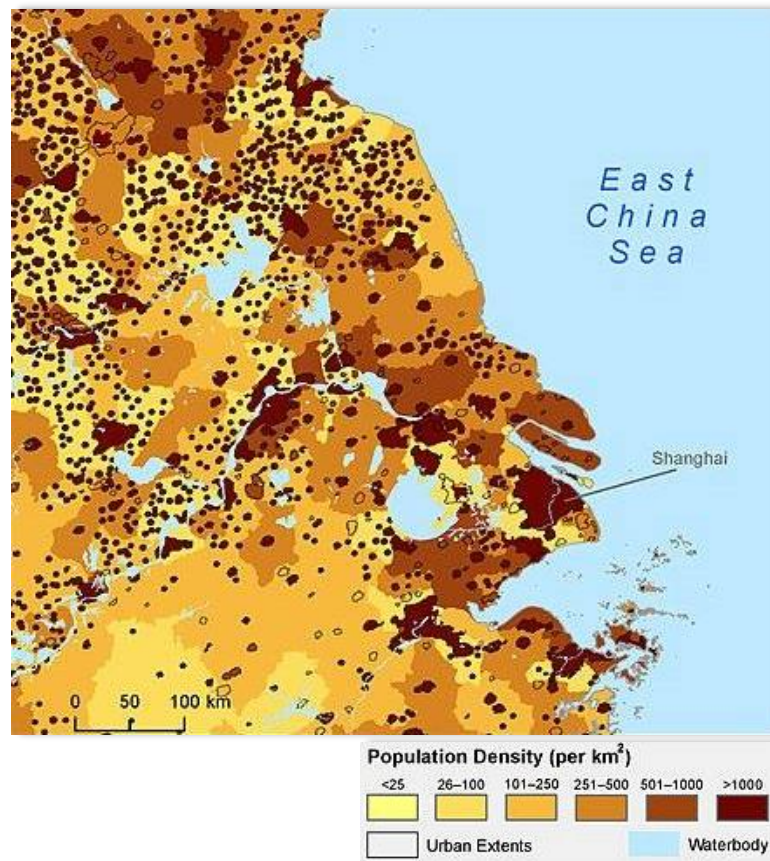 East
China
Sea
Shanghai
0 50 100 km
Population Density (per km²)
<25 26–100 101–250 251–500 501–1000 >1000
Urban Extents Waterbody